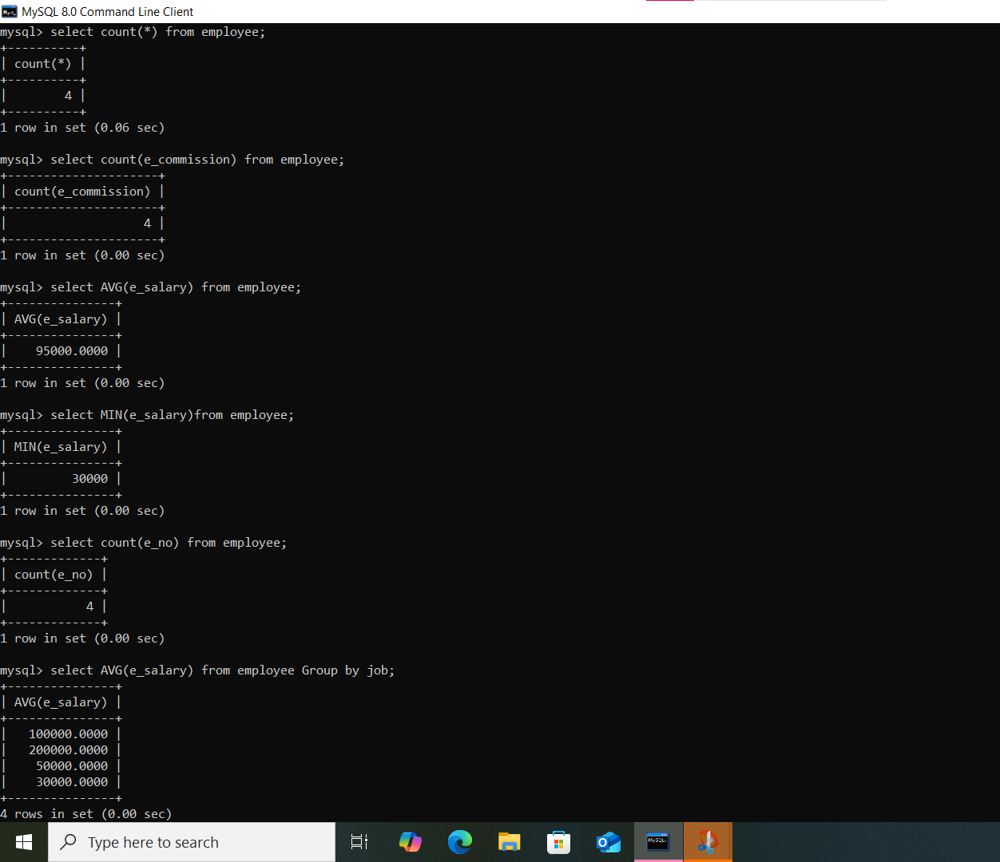 MySQL 8.0 Command Line Client
mysql> select count(*) from employee;
+----------+
| count(*) |
+----------+
|        4 |
+----------+
1 row in set (0.06 sec)

mysql> select count(e_commission) from employee;
+---------------------+
| count(e_commission) |
+---------------------+
|                   4 |
+---------------------+
1 row in set (0.00 sec)

mysql> select AVG(e_salary) from employee;
+---------------+
| AVG(e_salary) |
+---------------+
|    95000.0000 |
+---------------+
1 row in set (0.00 sec)

mysql> select MIN(e_salary)from employee;
+---------------+
| MIN(e_salary) |
+---------------+
|         30000 |
+---------------+
1 row in set (0.00 sec)

mysql> select count(e_no) from employee;
+-------------+
| count(e_no) |
+-------------+
|           4 |
+-------------+
1 row in set (0.00 sec)

mysql> select AVG(e_salary) from employee Group by job;
+---------------+
| AVG(e_salary) |
+---------------+
|   100000.0000 |
|   200000.0000 |
|    50000.0000 |
|    30000.0000 |
+---------------+
4 rows in set (0.00 sec)
Type here to search